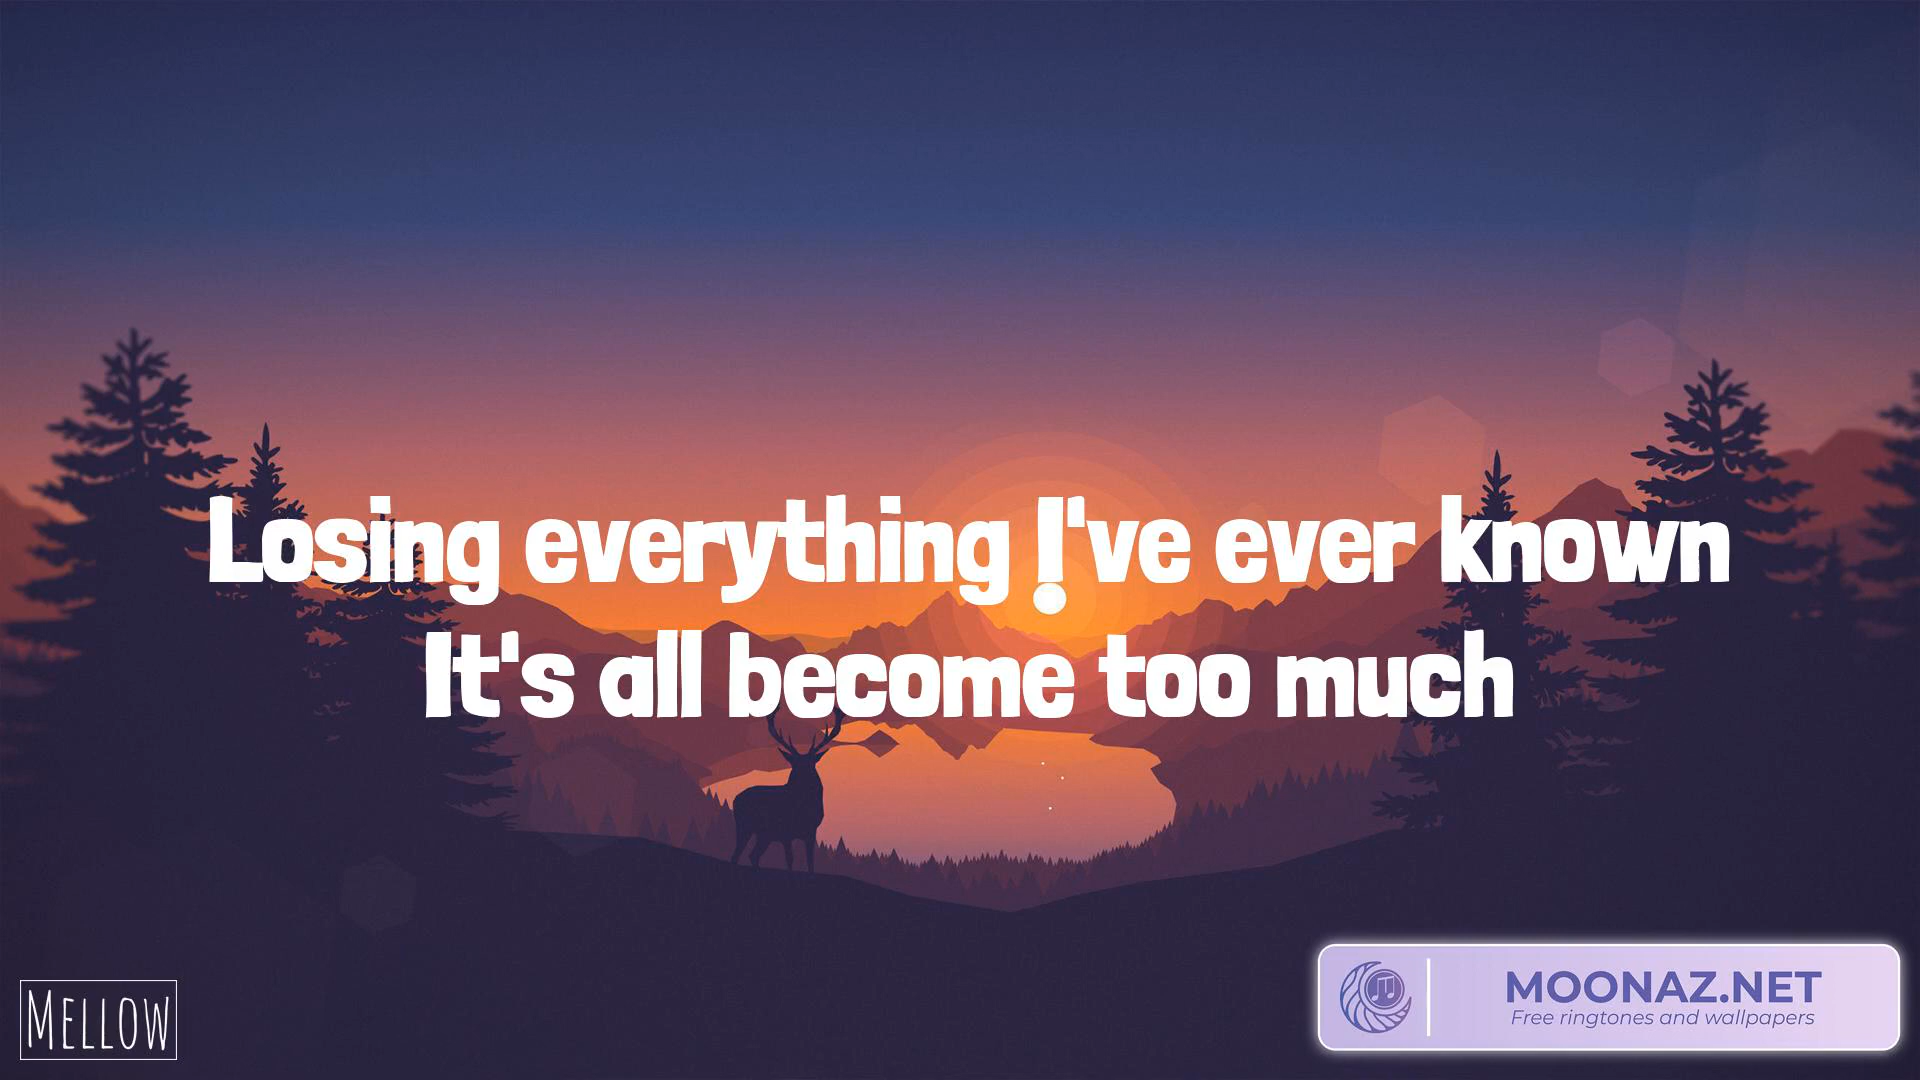 Losing everything I've ever known
It's all become too much
MELLOW
MOONAZ.NET
Free ringtones and wallpapers